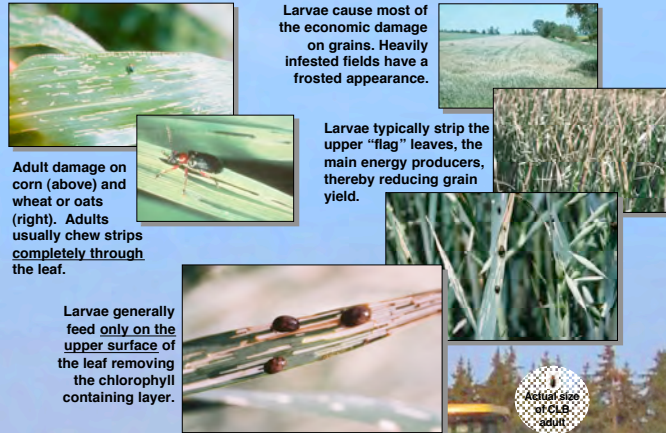 Larvae cause most of
the economic damage
on grains. Heavily
infested fields have a
frosted appearance.
Larvae typically strip the
upper “flag” leaves, the
main energy producers,
thereby reducing grain
yield.
Adult damage on
corn (above) and
wheat or oats
(right).  Adults
usually chew strips
completely through
the leaf.
Larvae generally
feed only on the
upper surface of
the leaf removing
the chlorophyll
containing layer.
Actual size
of CLB
adult